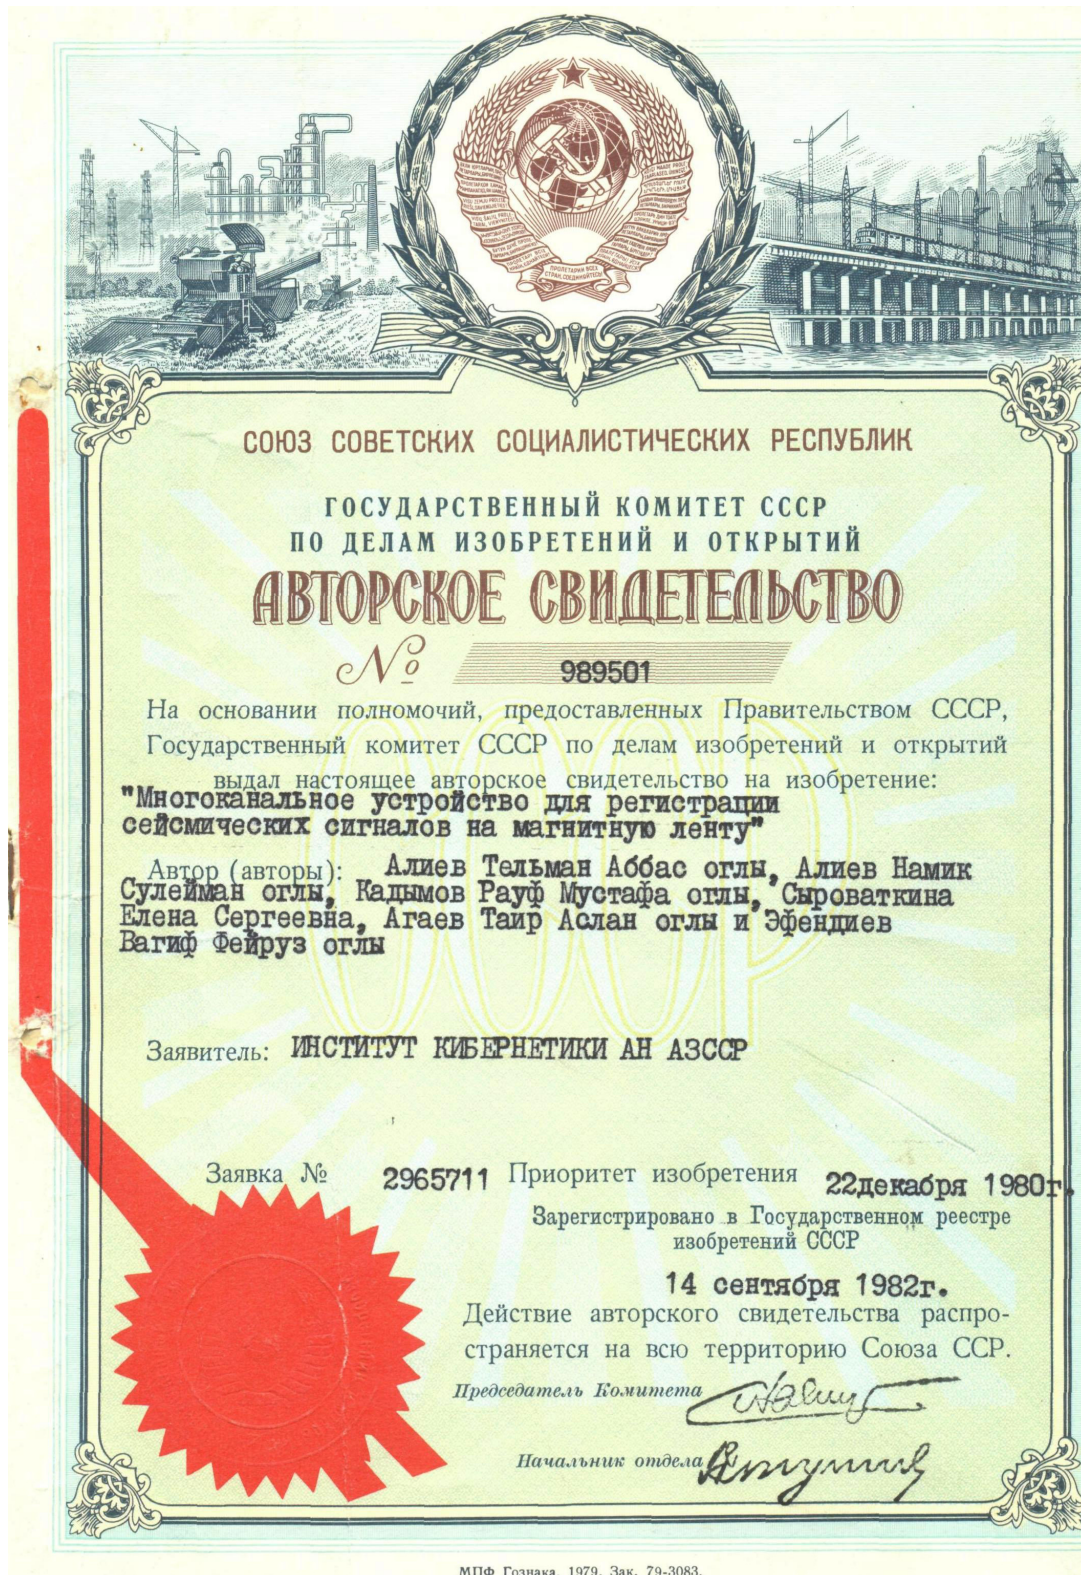 ПРОЛЕТАРИИ ВСЕХ
СТРАН, СОЕДИНЯЙТЕСЬ!
СОЮЗ СОВЕТСКИХ СОЦИАЛИСТИЧЕСКИХ РЕСПУБЛИК
ГОСУДАРСТВЕННЫЙ КОМИТЕТ СССР
ПО ДЕЛАМ ИЗОБРЕТЕНИЙ И ОТКРЫТИЙ
АВТОРСКОЕ СВИДЕТЕЛЬСТВО
№ 989501
На основании полномочий, предоставленных Правительством СССР,
Государственный комитет СССР по делам изобретений и открытий
выдал настоящее авторское свидетельство на изобретение:
"Многоканальное устройство для регистрации
сейсмических сигналов на магнитную ленту"
Автор (авторы): Алиев Тельман Аббас оглы, Алиев Намик
Сулейман оглы, Кадымов Рауф Мустафа оглы, Сыроваткина
Елена Сергеевна, Агаев Таир Аслан оглы и Эфендиев
Вагиф Фейруз оглы
СССР
Заявитель: ИНСТИТУТ КИБЕРНЕТИКИ АН АЗССР
Заявка № 2965711 Приоритет изобретения 22декабря 1980г.
Зарегистрировано в Государственном реестре
изобретений СССР
14 сентября 1982г.
Действие авторского свидетельства распро-
страняется на всю территорию Союза ССР.
Председатель Комитета
Начальник отдела
МПФ Гознака. 1979. Зак. 79-3083.